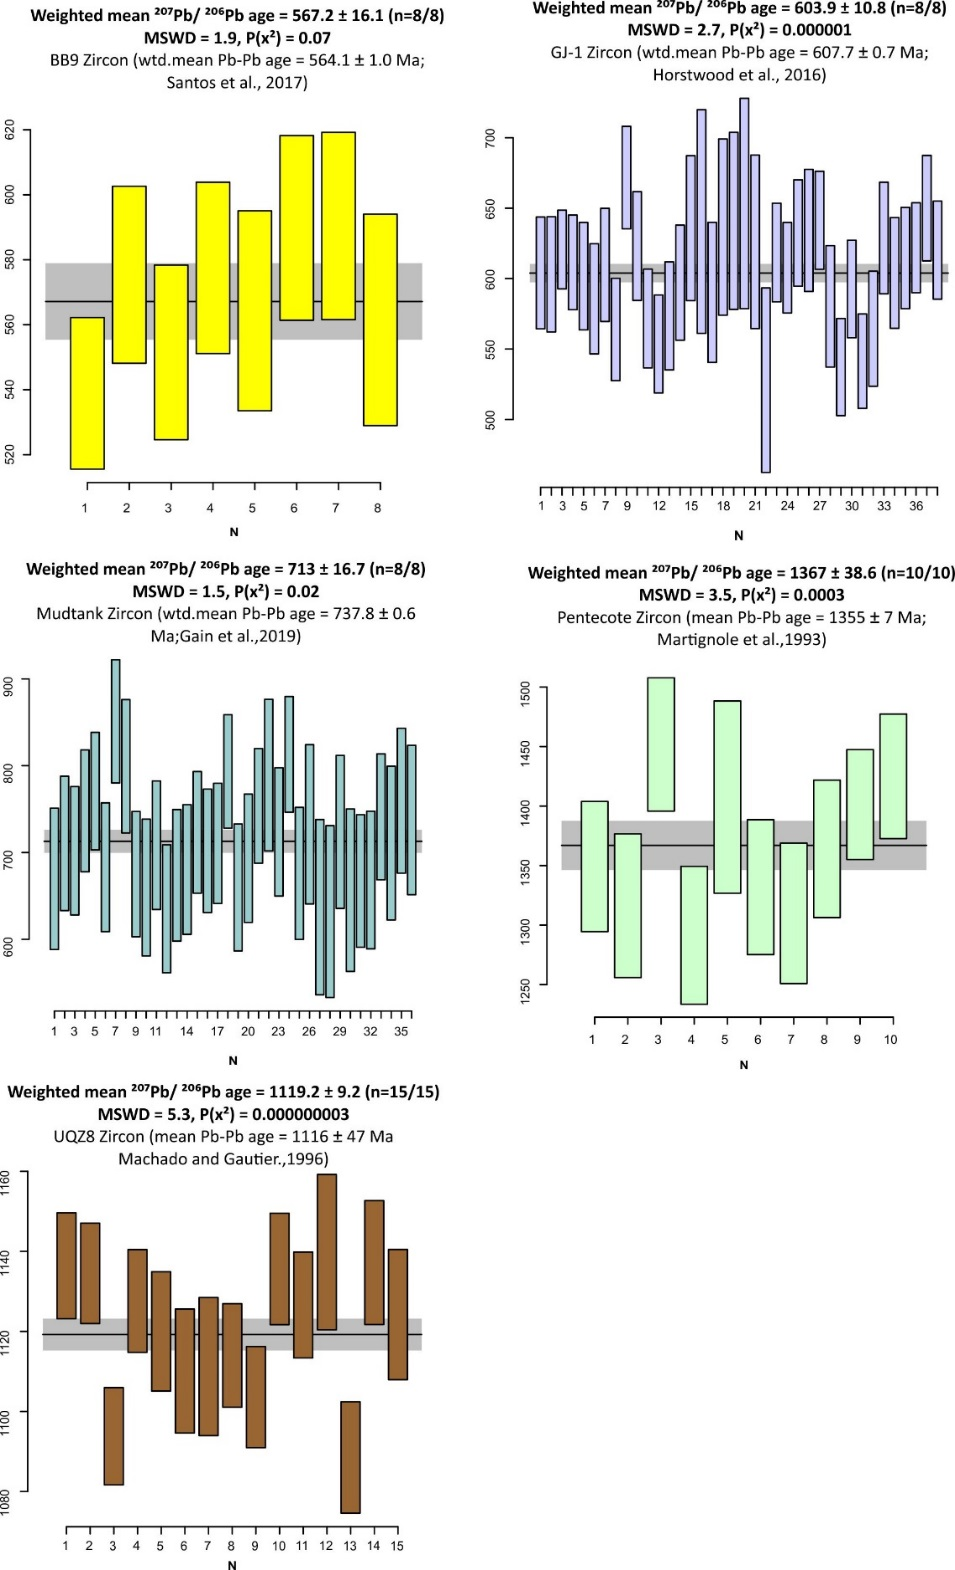 Weighted mean ²⁰⁷Pb/ ²⁰⁶Pb age = 567.2 ± 16.1 (n=8/8)
MSWD = 1.9, P(x²) = 0.07
BB9 Zircon (wtd.mean Pb-Pb age = 564.1 ± 1.0 Ma;
Santos et al., 2017)
620
600
580
560
540
520
1 2 3 4 5 6 7 8
N
Weighted mean ²⁰⁷Pb/ ²⁰⁶Pb age = 603.9 ± 10.8 (n=8/8)
MSWD = 2.7, P(x²) = 0.000001
GJ-1 Zircon (wtd.mean Pb-Pb age = 607.7 ± 0.7 Ma;
Horstwood et al., 2016)
700
650
600
550
500
1 3 5 7 9 12 15 18 21 24 27 30 33 36
N
Weighted mean ²⁰⁷Pb/ ²⁰⁶Pb age = 713 ± 16.7 (n=8/8)
MSWD = 1.5, P(x²) = 0.02
Mudtank Zircon (wtd.mean Pb-Pb age = 737.8 ± 0.6
Ma;Gain et al.,2019)
900
800
700
600
1 3 5 7 9 11 14 17 20 23 26 29 32 35
N
Weighted mean ²⁰⁷Pb/ ²⁰⁶Pb age = 1367 ± 38.6 (n=10/10)
MSWD = 3.5, P(x²) = 0.0003
Pentecote Zircon (mean Pb-Pb age = 1355 ± 7 Ma;
Martignole et al.,1993)
1500
1450
1400
1350
1300
1250
1 2 3 4 5 6 7 8 9 10
N
Weighted mean ²⁰⁷Pb/ ²⁰⁶Pb age = 1119.2 ± 9.2 (n=15/15)
MSWD = 5.3, P(x²) = 0.000000003
UQZ8 Zircon (mean Pb-Pb age = 1116 ± 47 Ma
Machado and Gautier.,1996)
1160
1140
1120
1100
1080
1 2 3 4 5 6 7 8 9 10 11 12 13 14 15
N